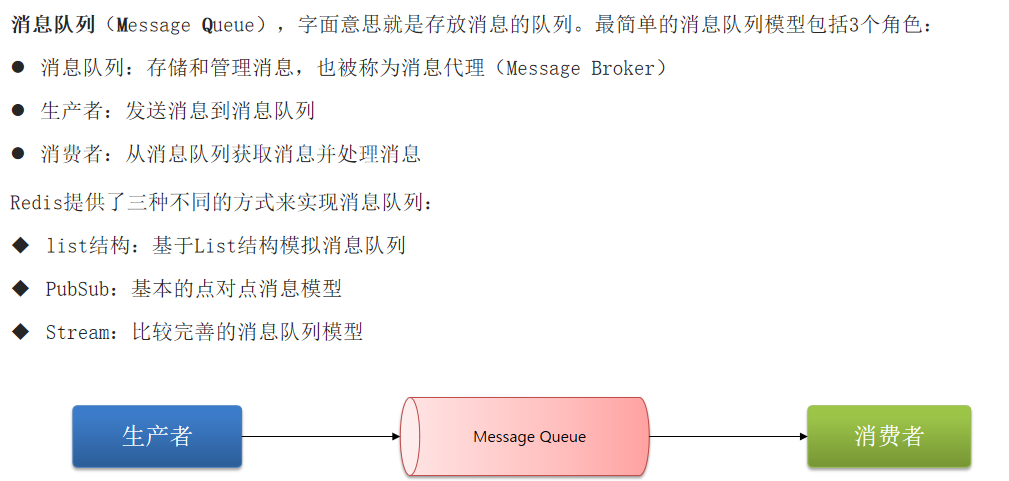 消息队列（Message Queue），字面意思就是存放消息的队列。最简单的消息队列模型包括3个角色：
● 消息队列：存储和管理消息，也被称为消息代理（Message Broker）
● 生产者：发送消息到消息队列
● 消费者：从消息队列获取消息并处理消息
Redis提供了三种不同的方式来实现消息队列：
◆ list结构：基于List结构模拟消息队列
◆ PubSub：基本的点对点消息模型
◆ Stream：比较完善的消息队列模型
生产者
Message Queue
消费者